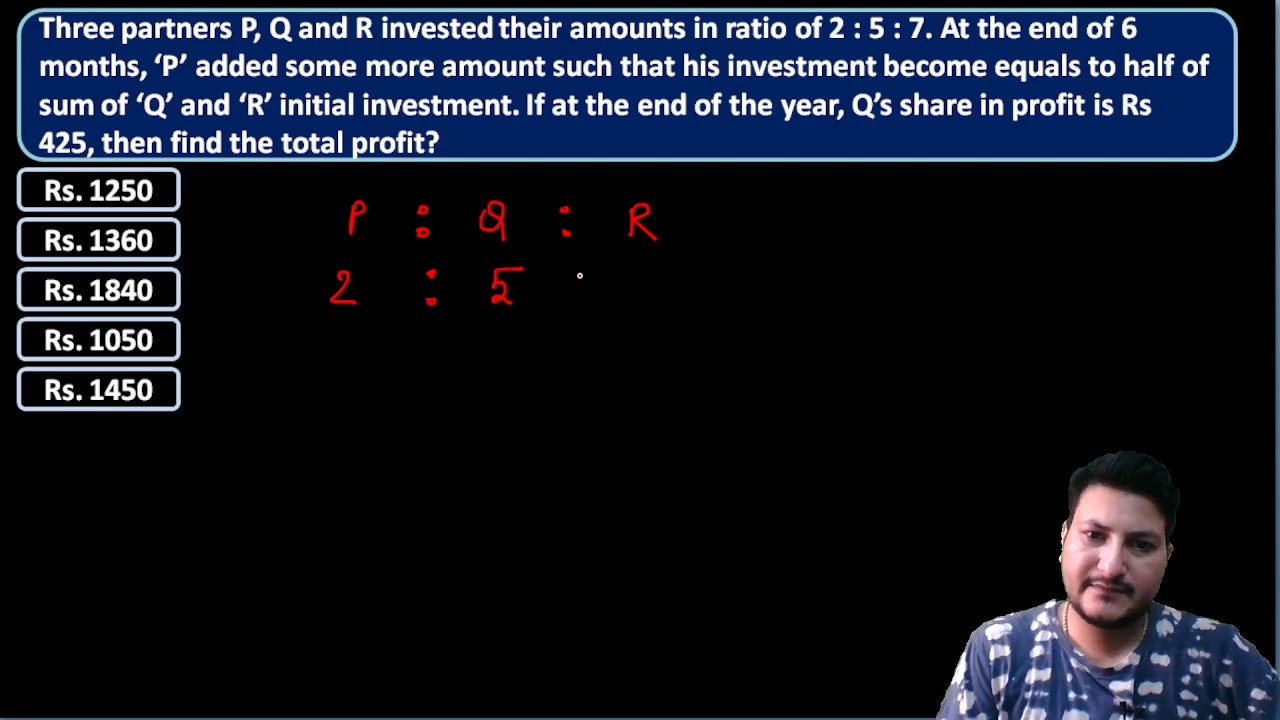 Three partners P, Q and R invested their amounts in ratio of 2 : 5 : 7. At the end of 6
months, ‘P’ added some more amount such that his investment become equals to half of
sum of ‘Q’ and ‘R’ initial investment. If at the end of the year, Q’s share in profit is Rs
425, then find the total profit?
Rs. 1250
Rs. 1360
Rs. 1840
Rs. 1050
Rs. 1450
P : Q : R
2 : 5